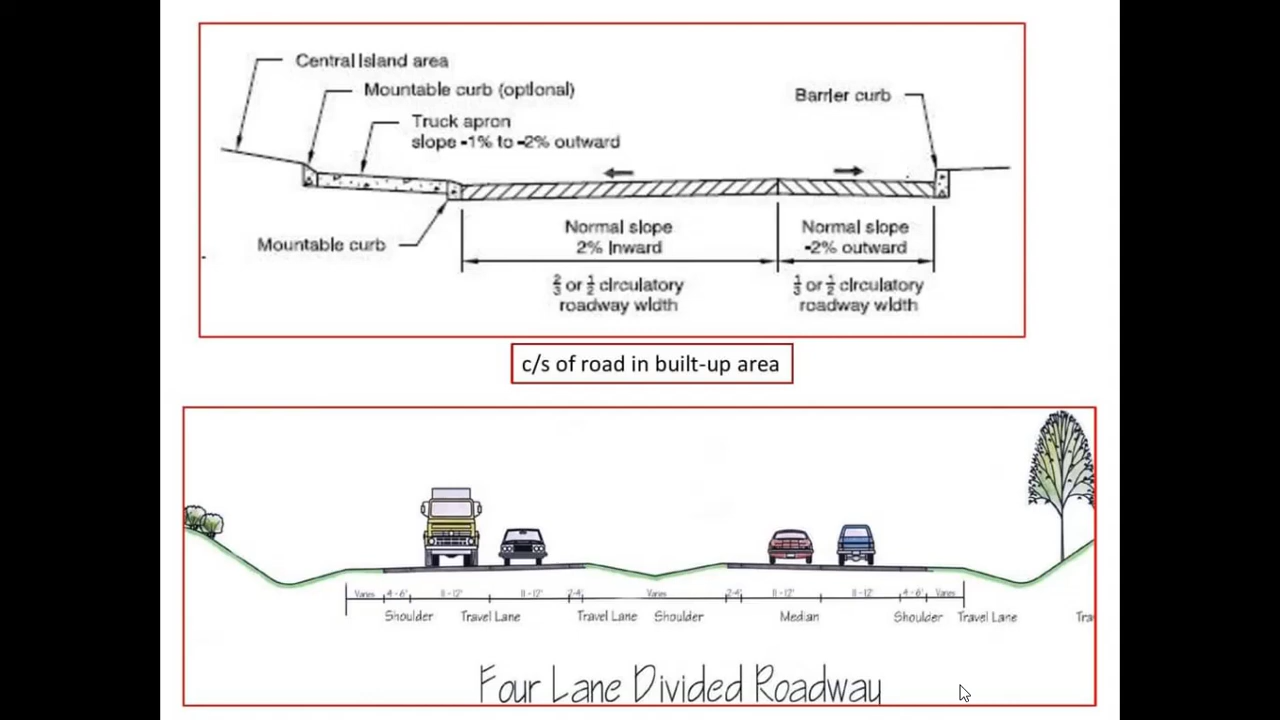 Central Island area
Mountable curb (optional)
Barrier curb
Truck apron
slope -1% to -2% outward
Mountable curb
Normal slope
2% Inward
Normal slope
-2% outward
2/3 or 1/2 circulatory
roadway width
1/3 or 1/2 circulatory
roadway width
c/s of road in built-up area
Varies 4 - 6' 11 - 12' 11 - 12' 2-4' Varies 2-4' 11 - 12' 11 - 12' 4 - 6' Varies
Shoulder Travel Lane Travel Lane Shoulder Median Shoulder Travel Lane Tra
Four Lane Divided Roadway